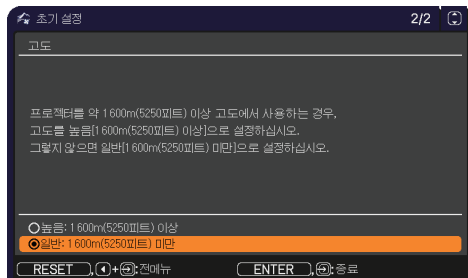 초기 설정 2/2
고도
프로젝터를 약 1600m(5250피트) 이상 고도에서 사용하는 경우,
고도를 높음[1600m(5250피트) 이상]으로 설정하십시오.
그렇지 않으면 일반[1600m(5250피트) 미만]으로 설정하십시오.
높음: 1600m(5250피트) 이상
일반: 1600m(5250피트) 미만
RESET ,+:전메뉴 ENTER ,:종료